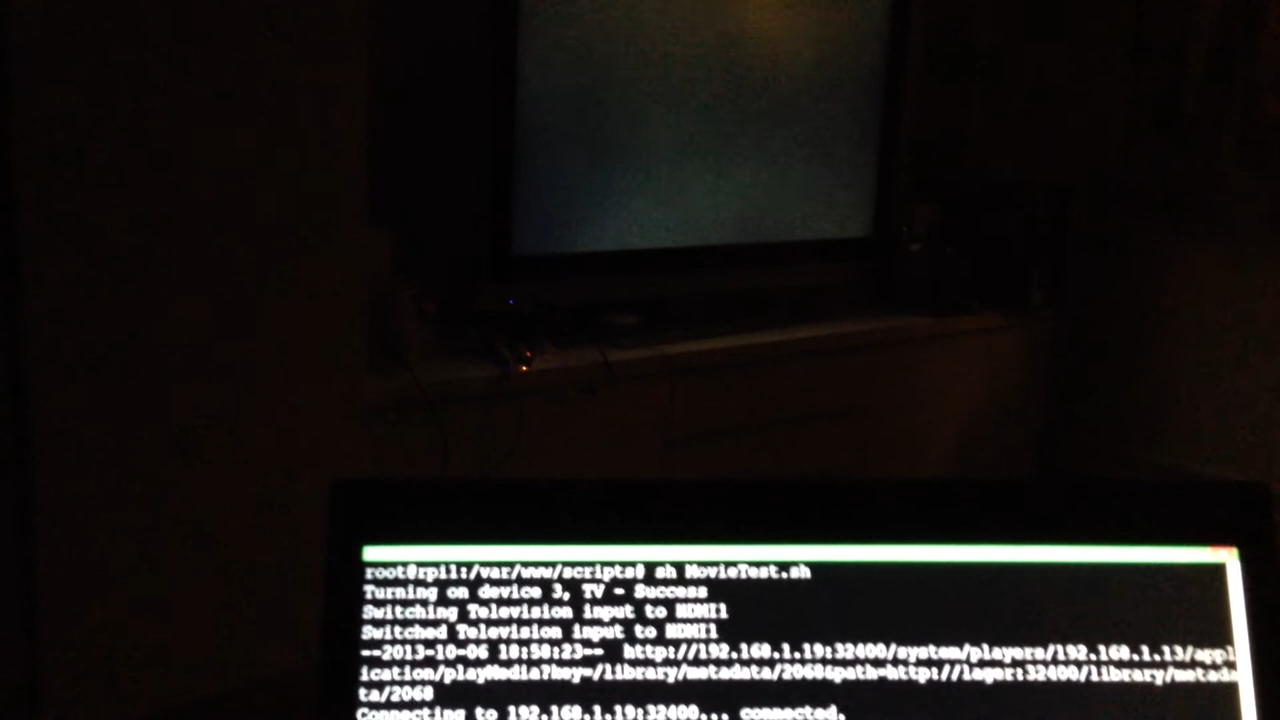 root@rpi1:/var/www/scripts# sh MovieTest.sh
Turning on device 3, TV - Success
Switching Television input to HDMI1
Switched Television input to HDMI1
--2013-10-06 18:58:23--  http://192.168.1.19:32400/system/players/192.168.1.13/appl
ication/playMedia?key=/library/metadata/2068&path=http://lager:32400/library/metada
ta/2068
Connecting to 192.168.1.19:32400... connected.